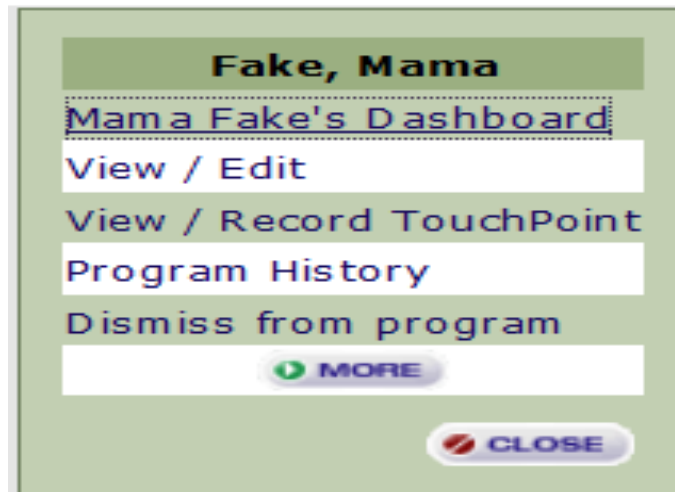 Fake, Mama
Mama Fake's Dashboard
View / Edit
View / Record TouchPoint
Program History
Dismiss from program
MORE
CLOSE